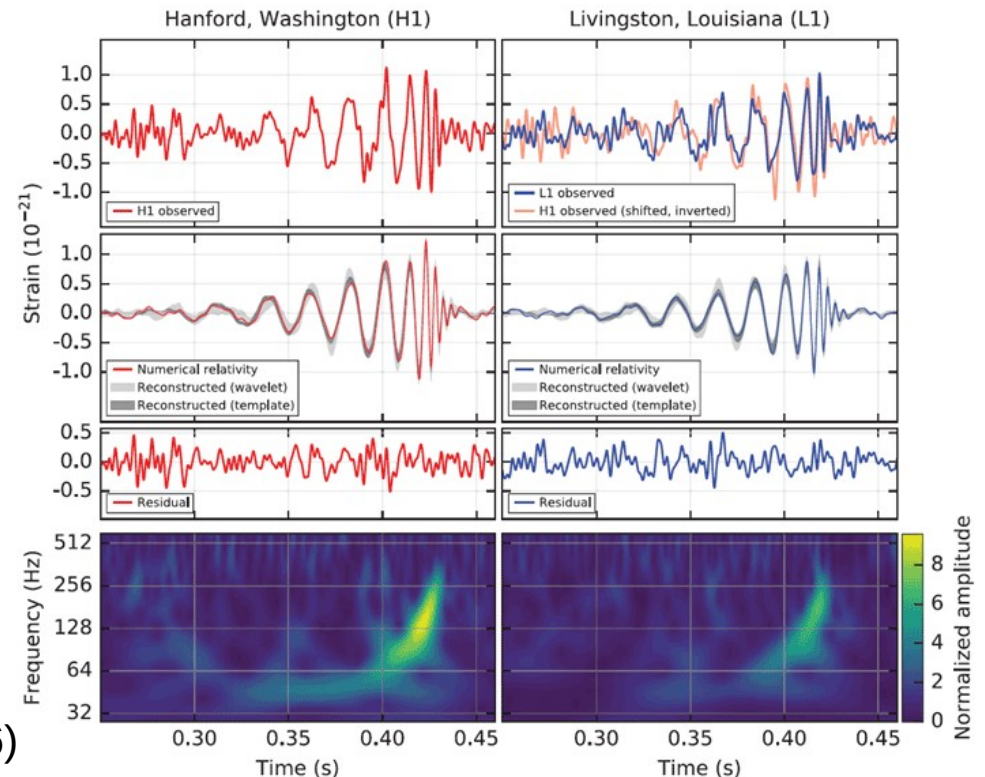 Hanford, Washington (H1)
Livingston, Louisiana (L1)
Strain (10⁻²¹)
1.0
0.5
0.0
-0.5
-1.0
H1 observed
L1 observed
H1 observed (shifted, inverted)
1.0
0.5
0.0
-0.5
-1.0
Numerical relativity
Reconstructed (wavelet)
Reconstructed (template)
Numerical relativity
Reconstructed (wavelet)
Reconstructed (template)
0.5
0.0
-0.5
Residual
Residual
Frequency (Hz)
512
256
128
64
32
Normalized amplitude
8
6
4
2
0
0.30 0.35 0.40 0.45
0.30 0.35 0.40 0.45
Time (s)
Time (s)